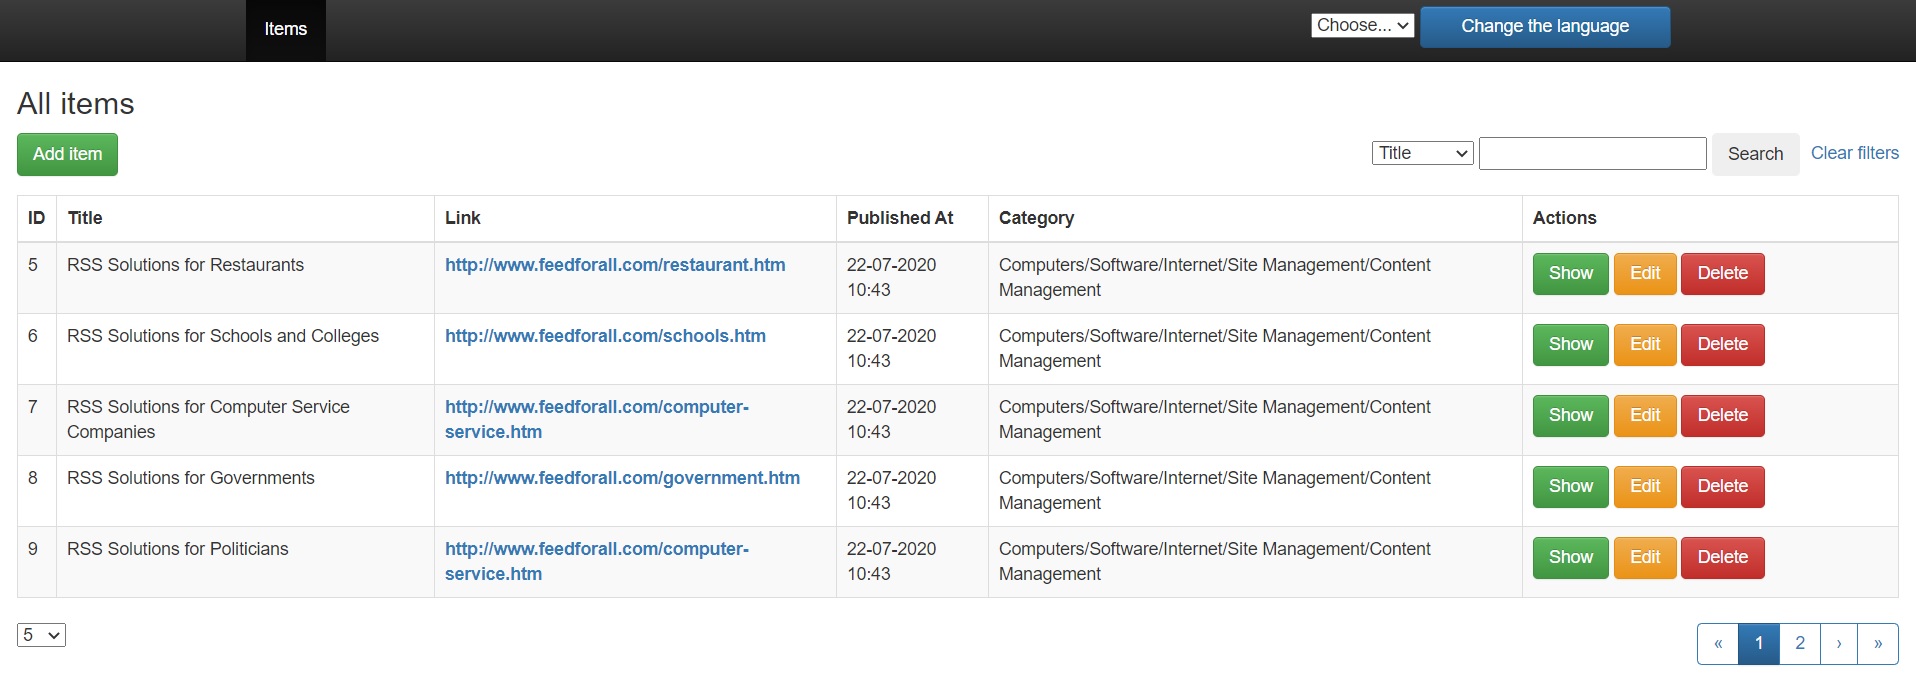 Items
Choose...
Change the language
All items
Add item
Title
Search
Clear filters
ID Title Link Published At Category Actions
5 RSS Solutions for Restaurants http://www.feedforall.com/restaurant.htm 22-07-2020 Computers/Software/Internet/Site Management/Content Show Edit Delete
10:43 Management
6 RSS Solutions for Schools and Colleges http://www.feedforall.com/schools.htm 22-07-2020 Computers/Software/Internet/Site Management/Content Show Edit Delete
10:43 Management
7 RSS Solutions for Computer Service http://www.feedforall.com/computer- 22-07-2020 Computers/Software/Internet/Site Management/Content Show Edit Delete
Companies service.htm 10:43 Management
8 RSS Solutions for Governments http://www.feedforall.com/government.htm 22-07-2020 Computers/Software/Internet/Site Management/Content Show Edit Delete
10:43 Management
9 RSS Solutions for Politicians http://www.feedforall.com/computer- 22-07-2020 Computers/Software/Internet/Site Management/Content Show Edit Delete
service.htm 10:43 Management
5
« 1 2 › »